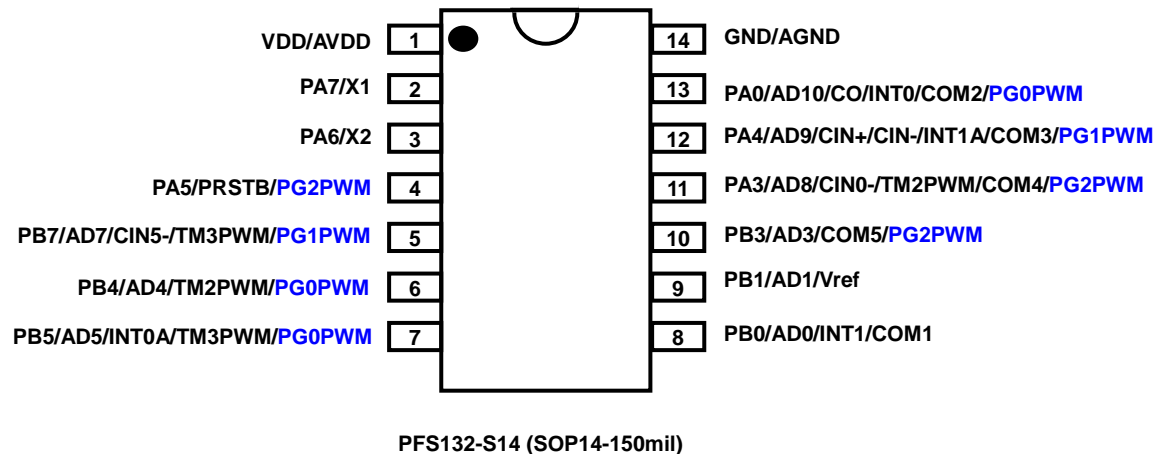 VDD/AVDD 1 14 GND/AGND
PA7/X1 2 13 PA0/AD10/CO/INT0/COM2/PG0PWM
PA6/X2 3 12 PA4/AD9/CIN+/CIN-/INT1A/COM3/PG1PWM
PA5/PRSTB/PG2PWM 4 11 PA3/AD8/CIN0-/TM2PWM/COM4/PG2PWM
PB7/AD7/CIN5-/TM3PWM/PG1PWM 5 10 PB3/AD3/COM5/PG2PWM
PB4/AD4/TM2PWM/PG0PWM 6 9 PB1/AD1/Vref
PB5/AD5/INT0A/TM3PWM/PG0PWM 7 8 PB0/AD0/INT1/COM1
PFS132-S14 (SOP14-150mil)